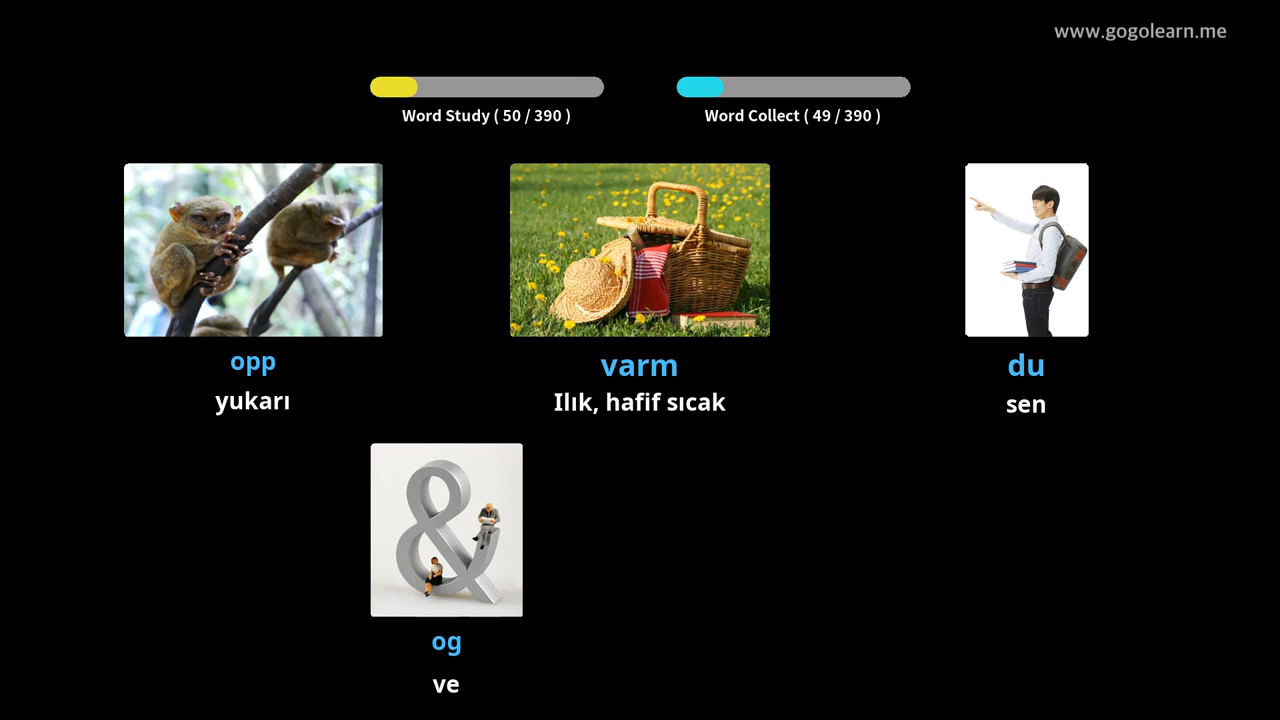 www.gogolearn.me
Word Study ( 50 / 390 )
Word Collect ( 49 / 390 )
opp
yukarı
varm
Ilık, hafif sıcak
du
sen
&
og
ve